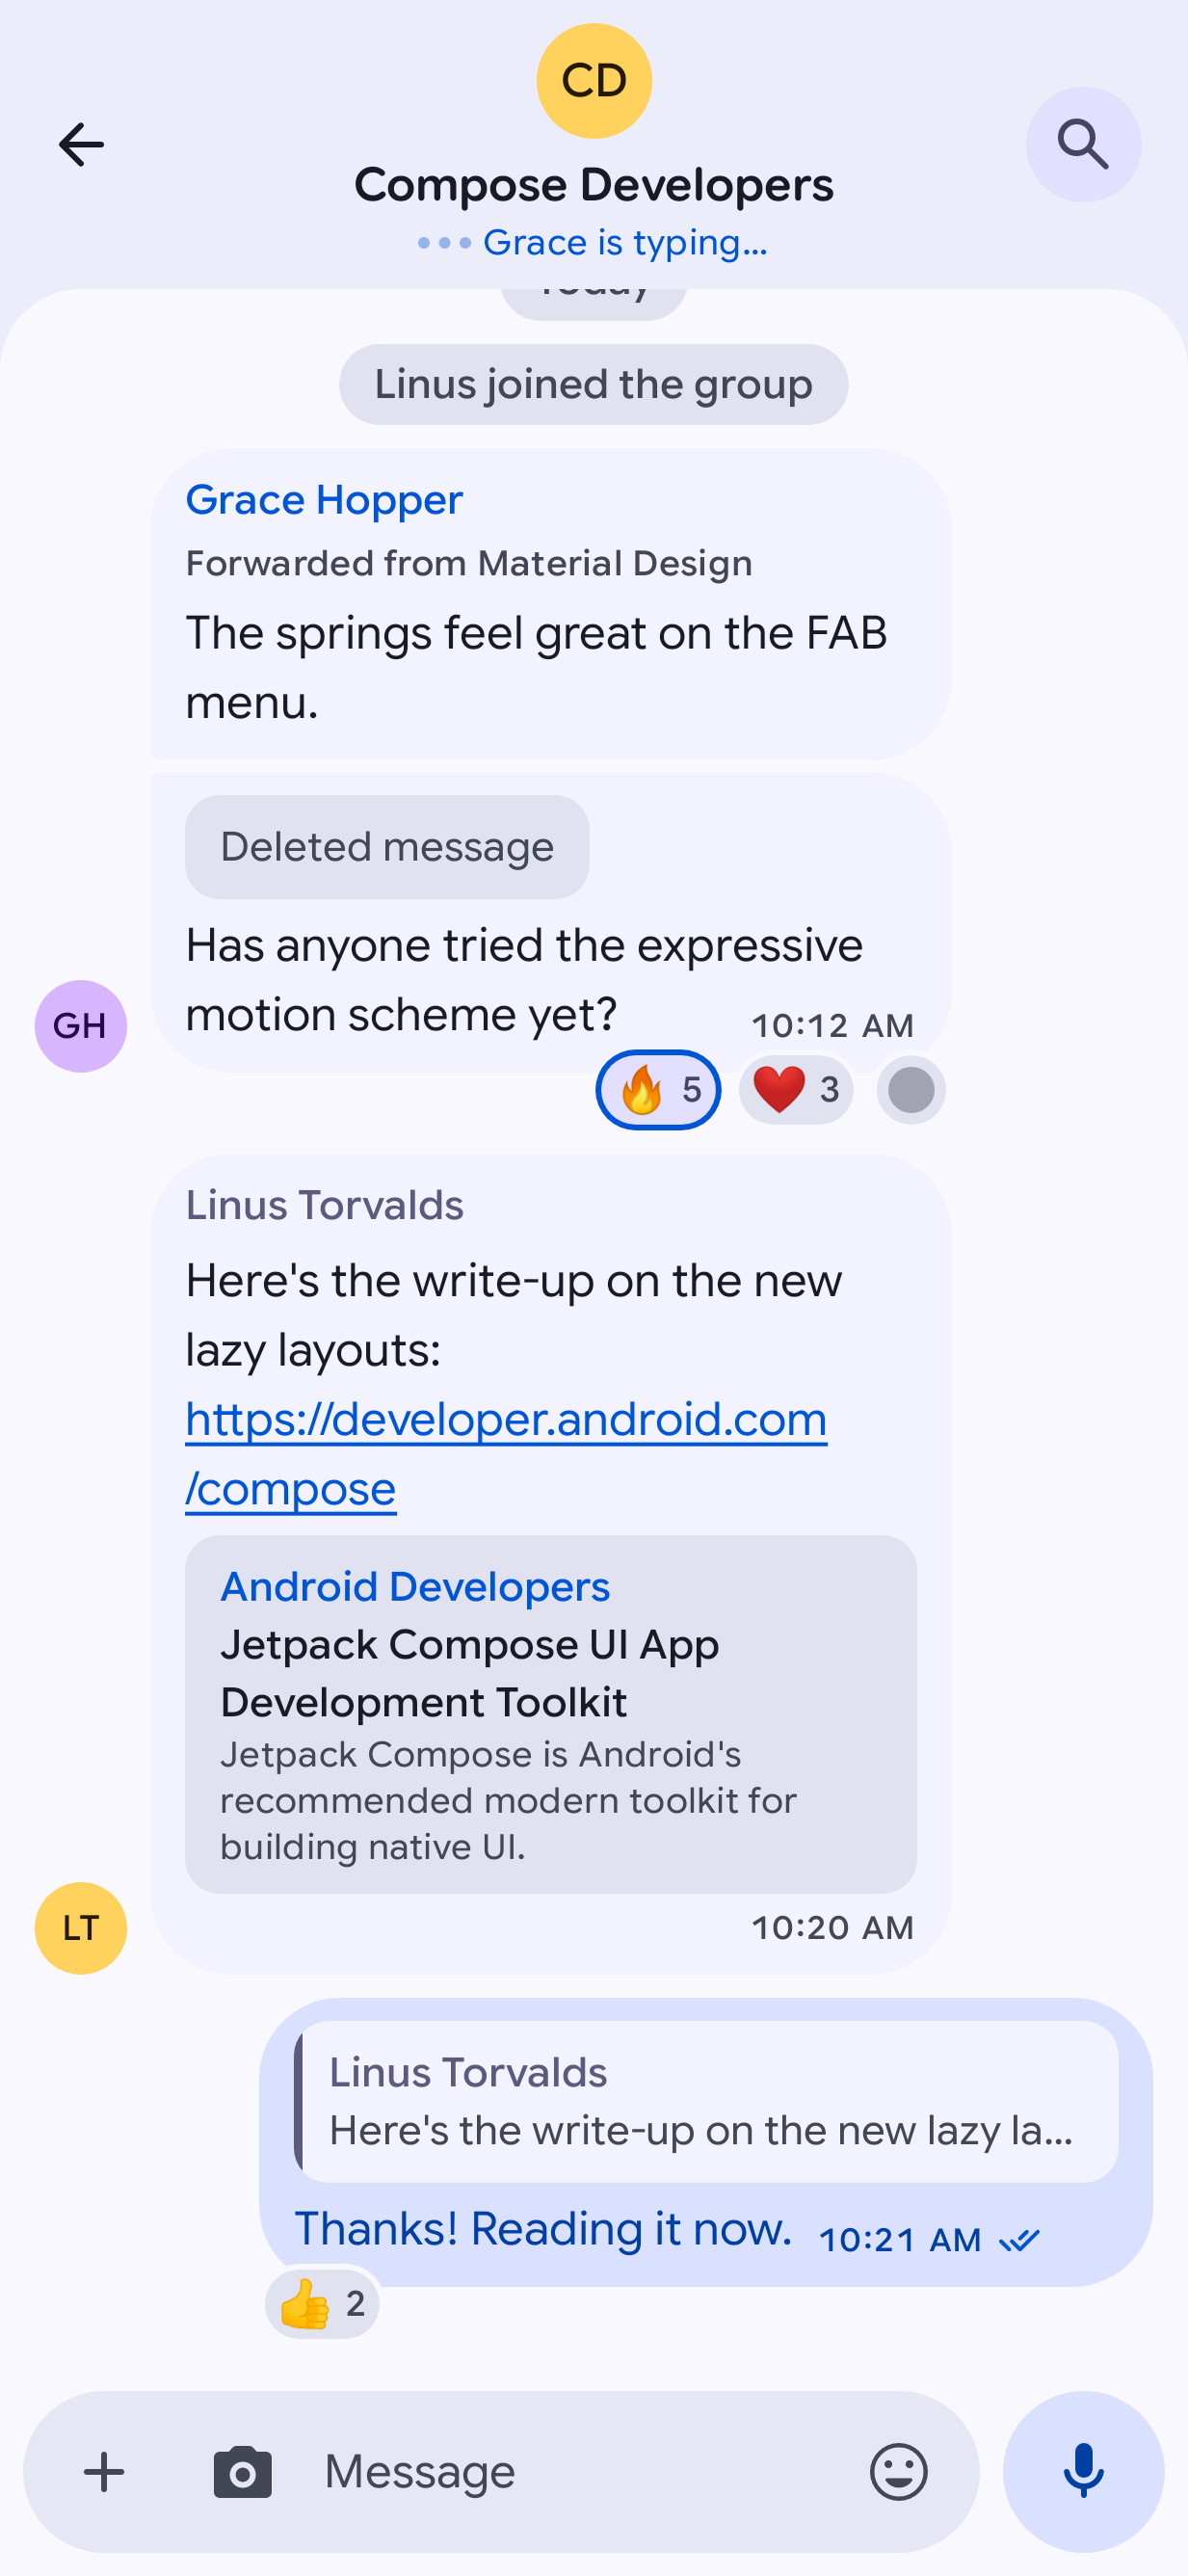 CD
Compose Developers
Grace is typing...
Today
Linus joined the group
Grace Hopper
Forwarded from Material Design
The springs feel great on the FAB
menu.
Deleted message
Has anyone tried the expressive
motion scheme yet?
10:12 AM
GH
🔥 5
❤️ 3
Linus Torvalds
Here's the write-up on the new
lazy layouts:
https://developer.android.com
/compose
Android Developers
Jetpack Compose UI App
Development Toolkit
Jetpack Compose is Android's
recommended modern toolkit for
building native UI.
LT
10:20 AM
Linus Torvalds
Here's the write-up on the new lazy la...
Thanks! Reading it now.
10:21 AM
👍 2
Message